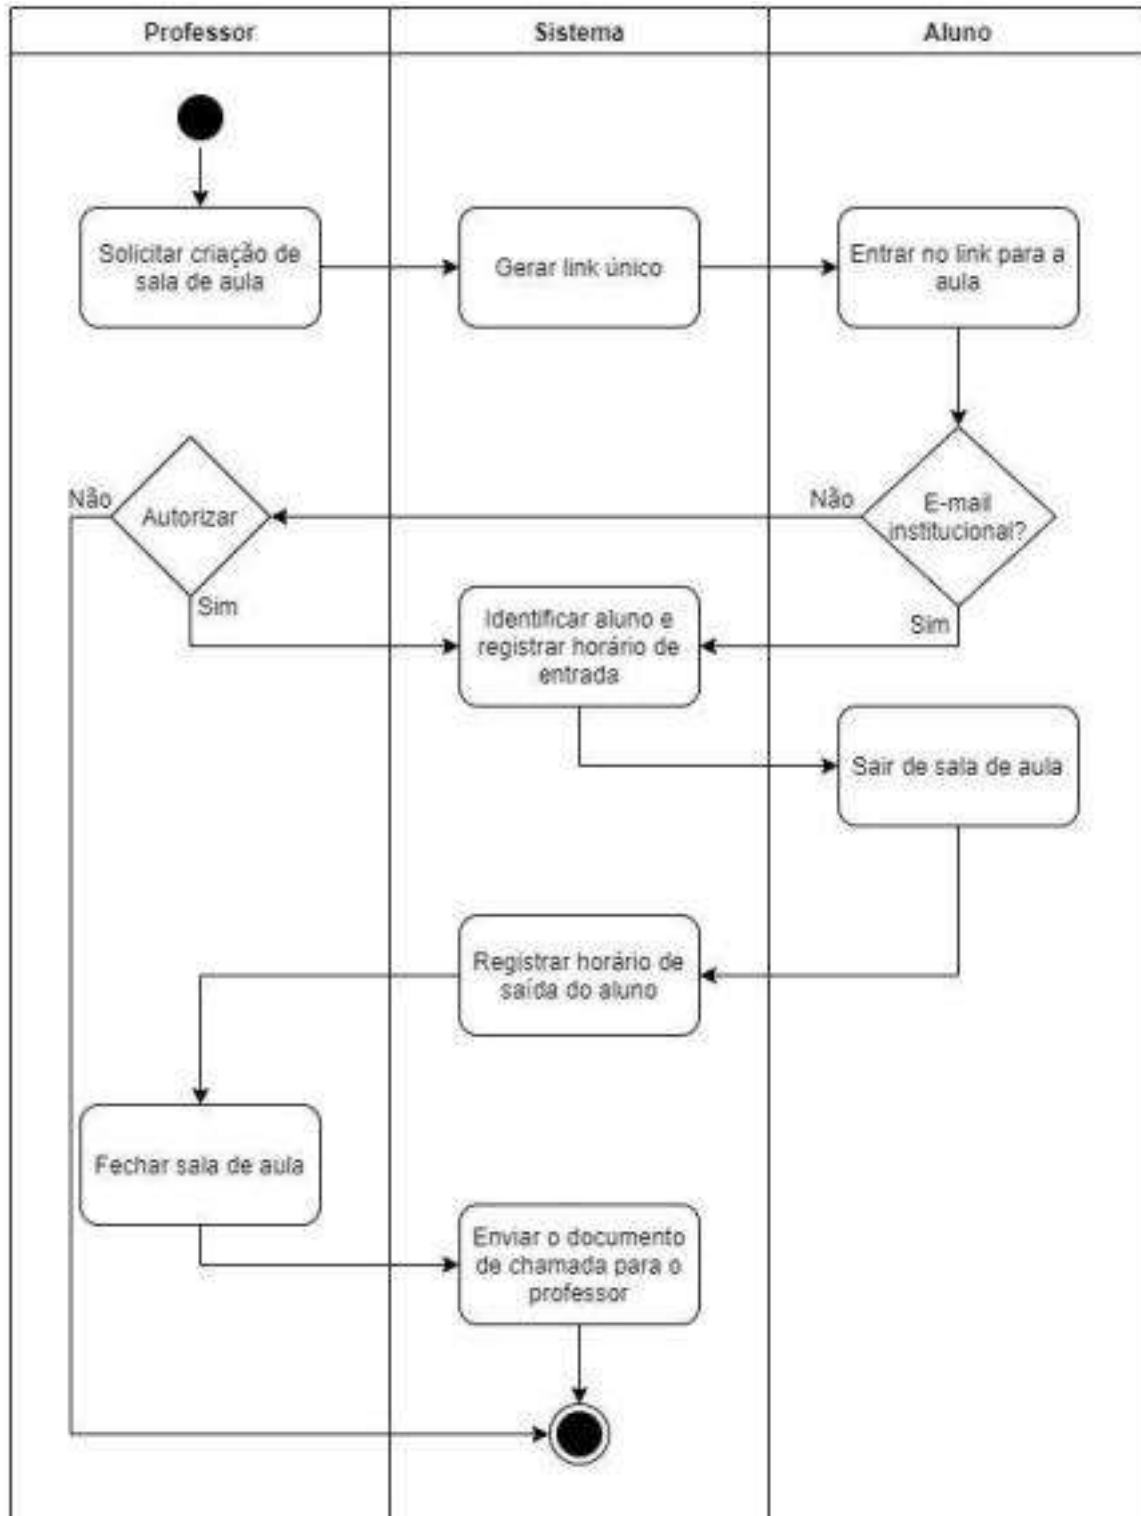 Professor
Sistema
Aluno
Solicitar criação de
sala de aula
Gerar link único
Entrar no link para a
aula
Não
Autorizar
Não
E-mail
institucional?
Sim
Identificar aluno e
registrar horário de
entrada
Sim
Sair de sala de aula
Registrar horário de
saída do aluno
Fechar sala de aula
Enviar o documento
de chamada para o
professor